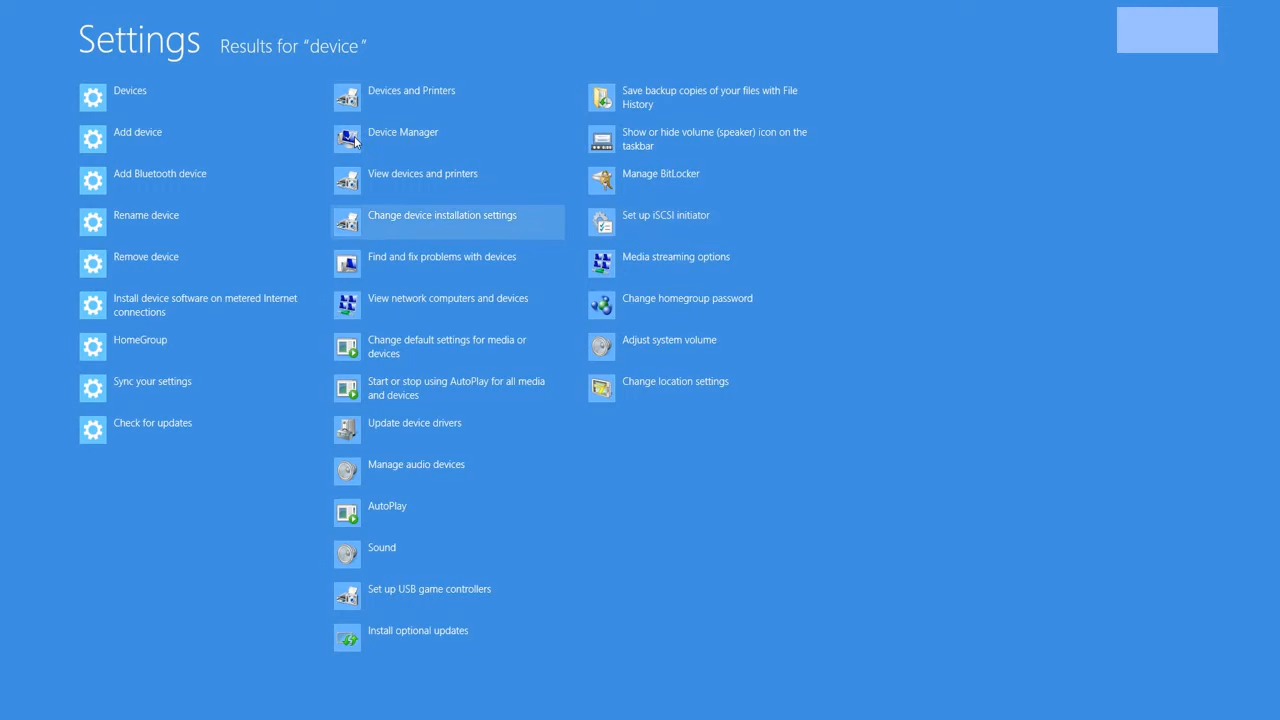 Settings Results for “device”
Devices
Add device
Add Bluetooth device
Rename device
Remove device
Install device software on metered Internet
connections
HomeGroup
Sync your settings
Check for updates
Devices and Printers
Device Manager
View devices and printers
Change device installation settings
Find and fix problems with devices
View network computers and devices
Change default settings for media or
devices
Start or stop using AutoPlay for all media
and devices
Update device drivers
Manage audio devices
AutoPlay
Sound
Set up USB game controllers
Install optional updates
Save backup copies of your files with File
History
Show or hide volume (speaker) icon on the
taskbar
Manage BitLocker
Set up iSCSI initiator
Media streaming options
Change homegroup password
Adjust system volume
Change location settings